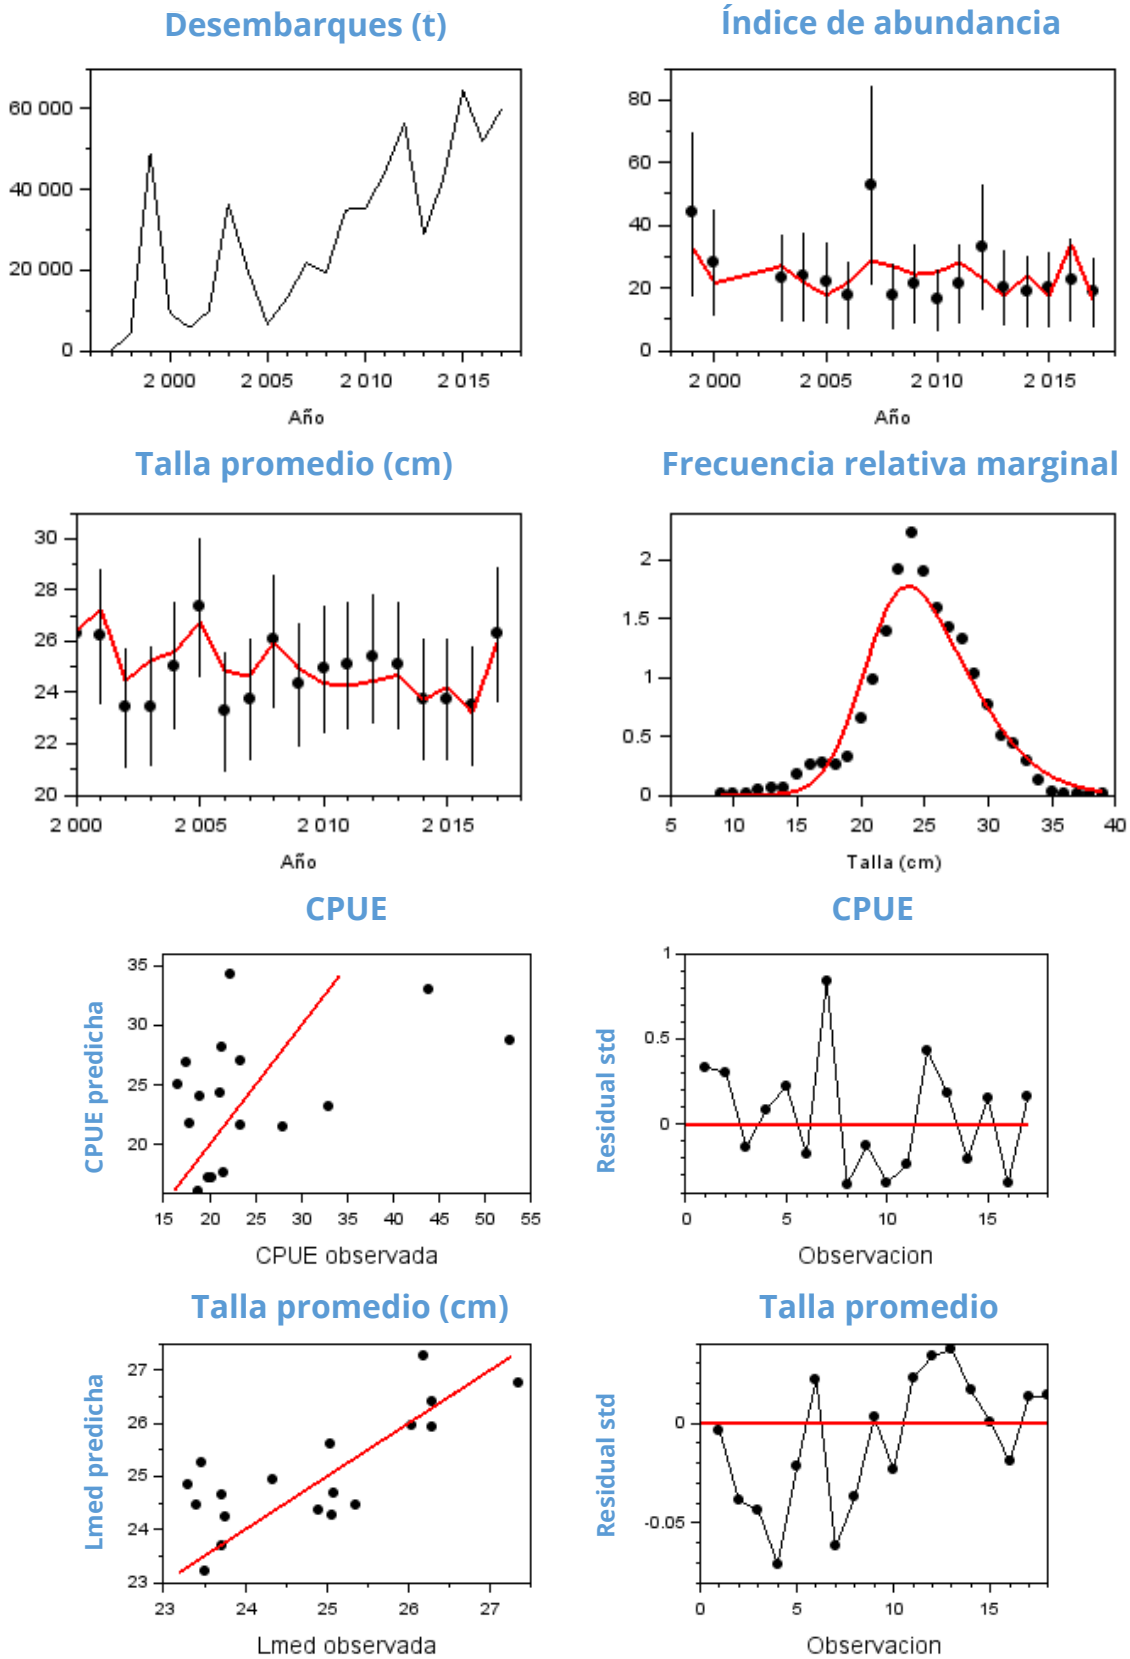 Desembarques (t)
60 000
40 000
20 000
0
2 000 2 005 2 010 2 015
Año
Índice de abundancia
80
60
40
20
0
2 000 2 005 2 010 2 015
Año
Talla promedio (cm)
30
28
26
24
22
20
2 000 2 005 2 010 2 015
Año
Frecuencia relativa marginal
2
1.5
1
0.5
0
5 10 15 20 25 30 35 40
Talla (cm)
CPUE
CPUE predicha
35
30
25
20
15 20 25 30 35 40 45 50 55
CPUE observada
CPUE
Residual std
1
0.5
0
0 5 10 15
Observacion
Talla promedio (cm)
Lmed predicha
27
26
25
24
23
23 24 25 26 27
Lmed observada
Talla promedio
Residual std
0
-0.05
0 5 10 15
Observacion